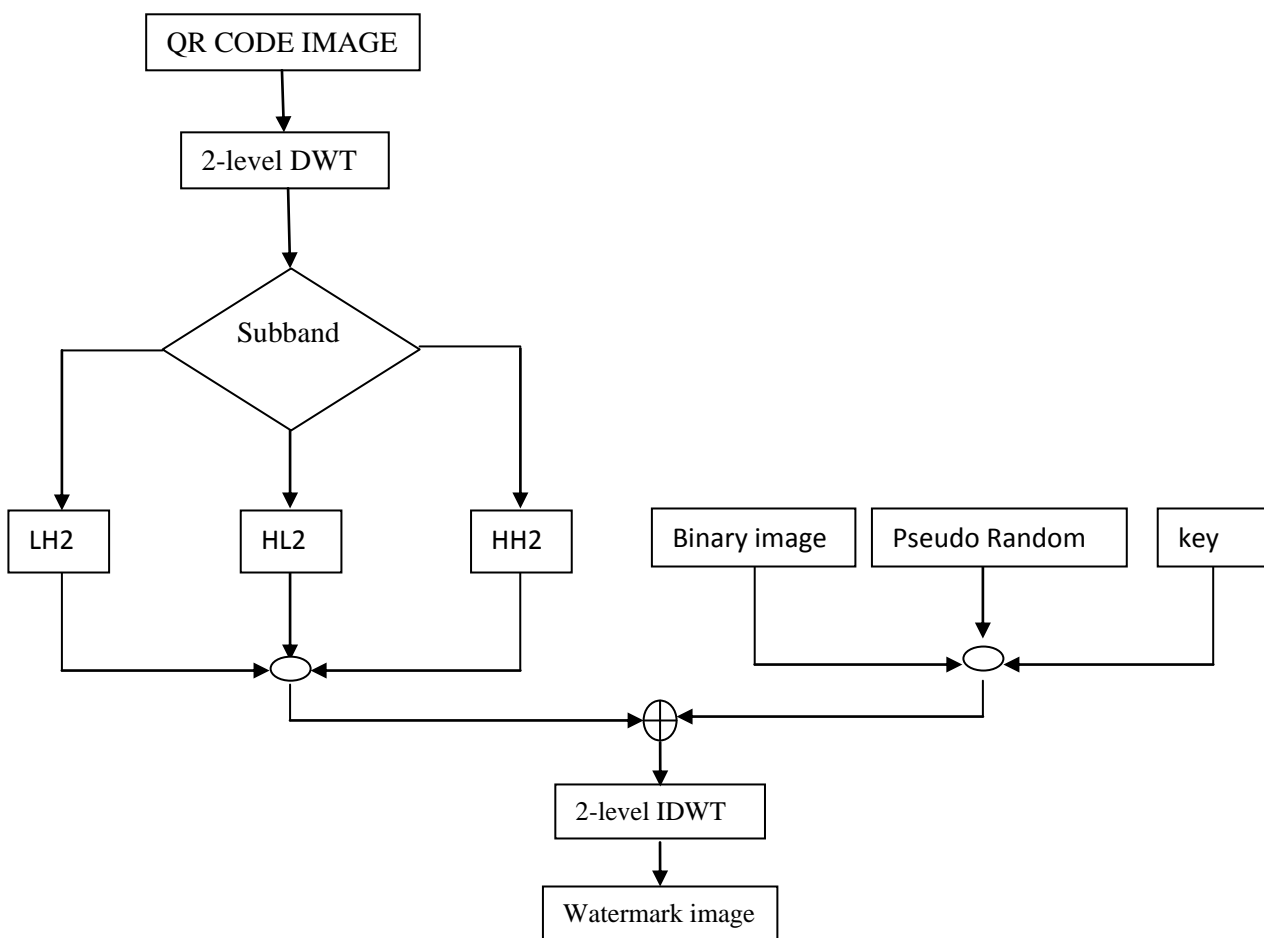 QR CODE IMAGE
2-level DWT
Subband
LH2
HL2
HH2
Binary image
Pseudo Random
key
2-level IDWT
Watermark image